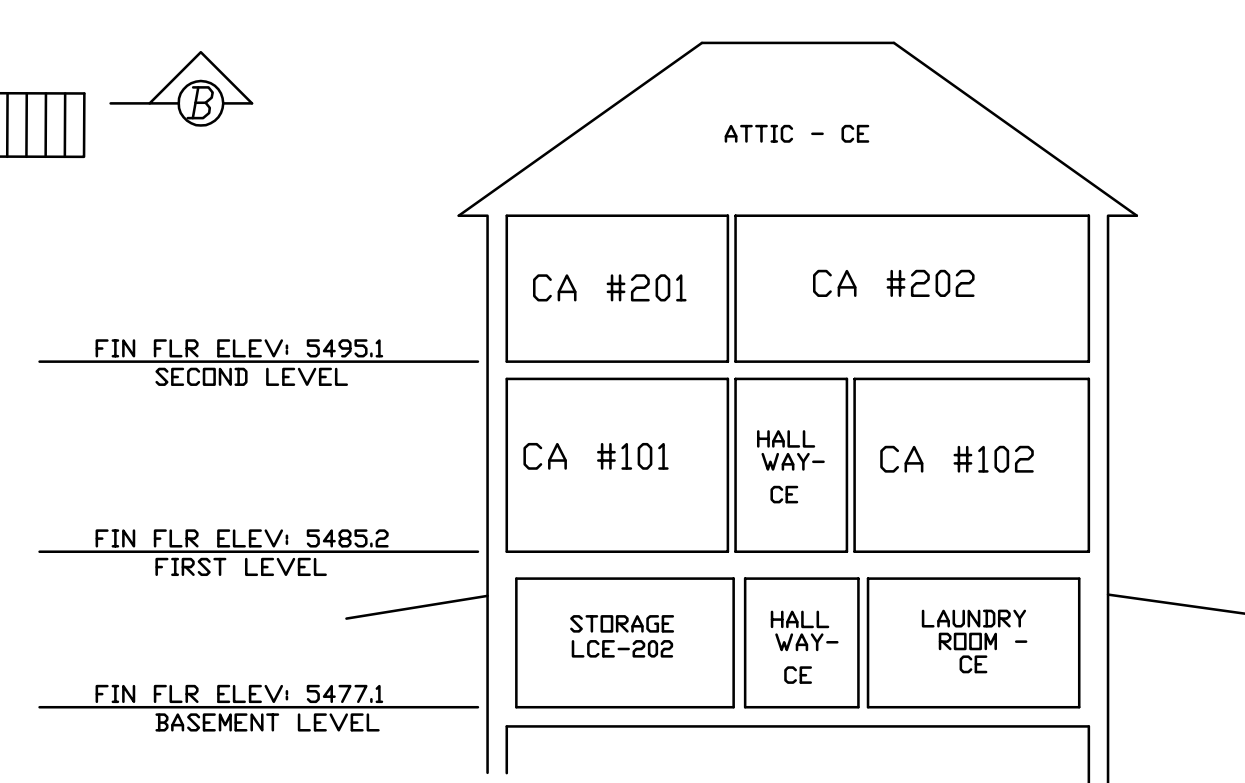 B
ATTIC - CE
CA #201
CA #202
FIN FLR ELEV: 5495.1
SECOND LEVEL
CA #101
HALL
WAY-
CE
CA #102
FIN FLR ELEV: 5485.2
FIRST LEVEL
STORAGE
LCE-202
HALL
WAY-
CE
LAUNDRY
ROOM -
CE
FIN FLR ELEV: 5477.1
BASEMENT LEVEL